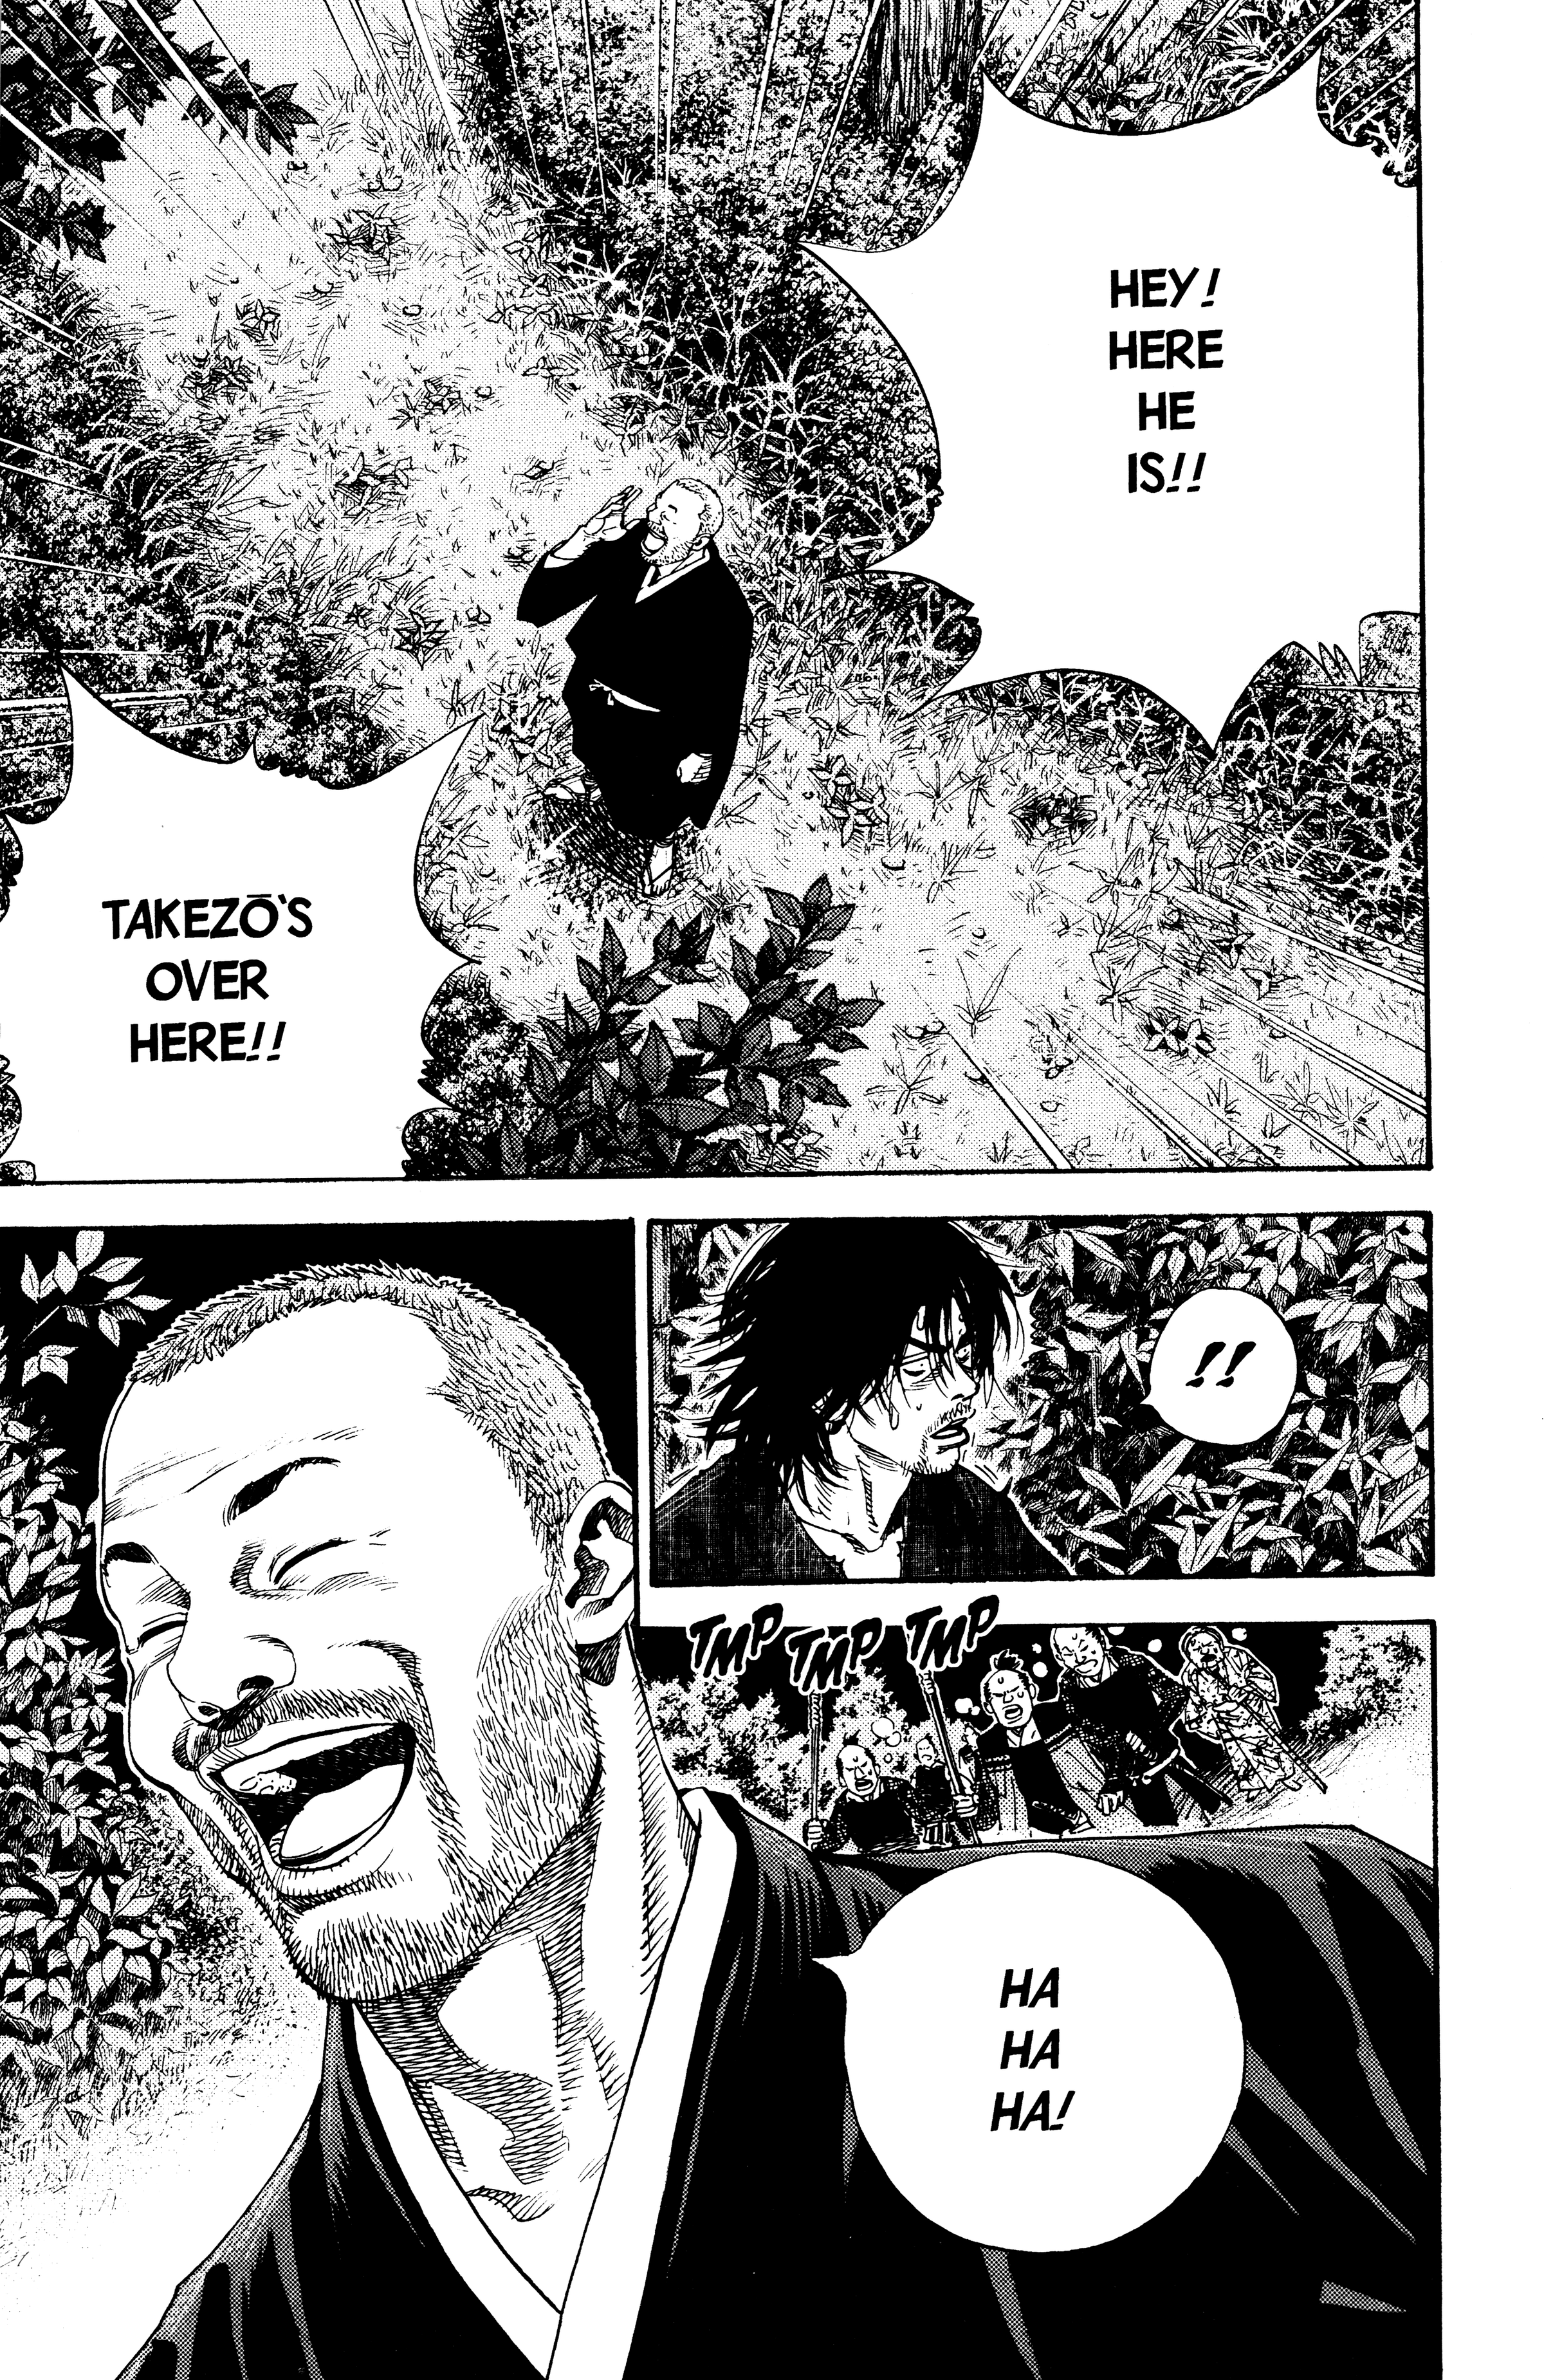 HEY!
HERE
HE
IS!!
TAKEZŌ'S
OVER
HERE!!
!!
TMP TMP TMP
HA
HA
HA!